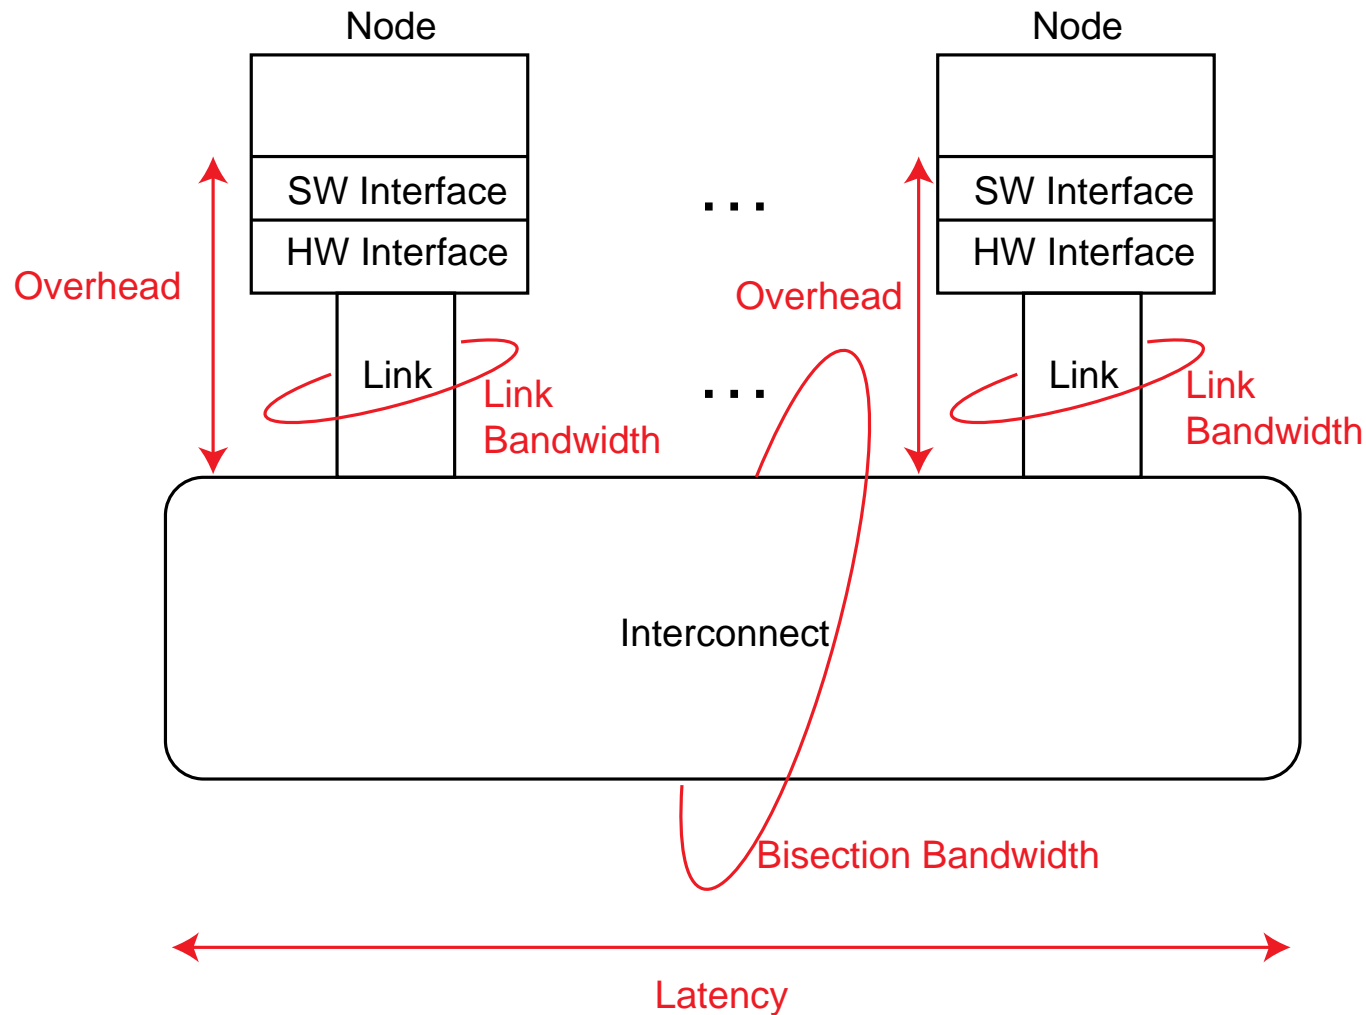 Node
Node
SW Interface
...
SW Interface
HW Interface
HW Interface
Overhead
Overhead
Link
Link
Bandwidth
...
Link
Link
Bandwidth
Interconnect
Bisection Bandwidth
Latency